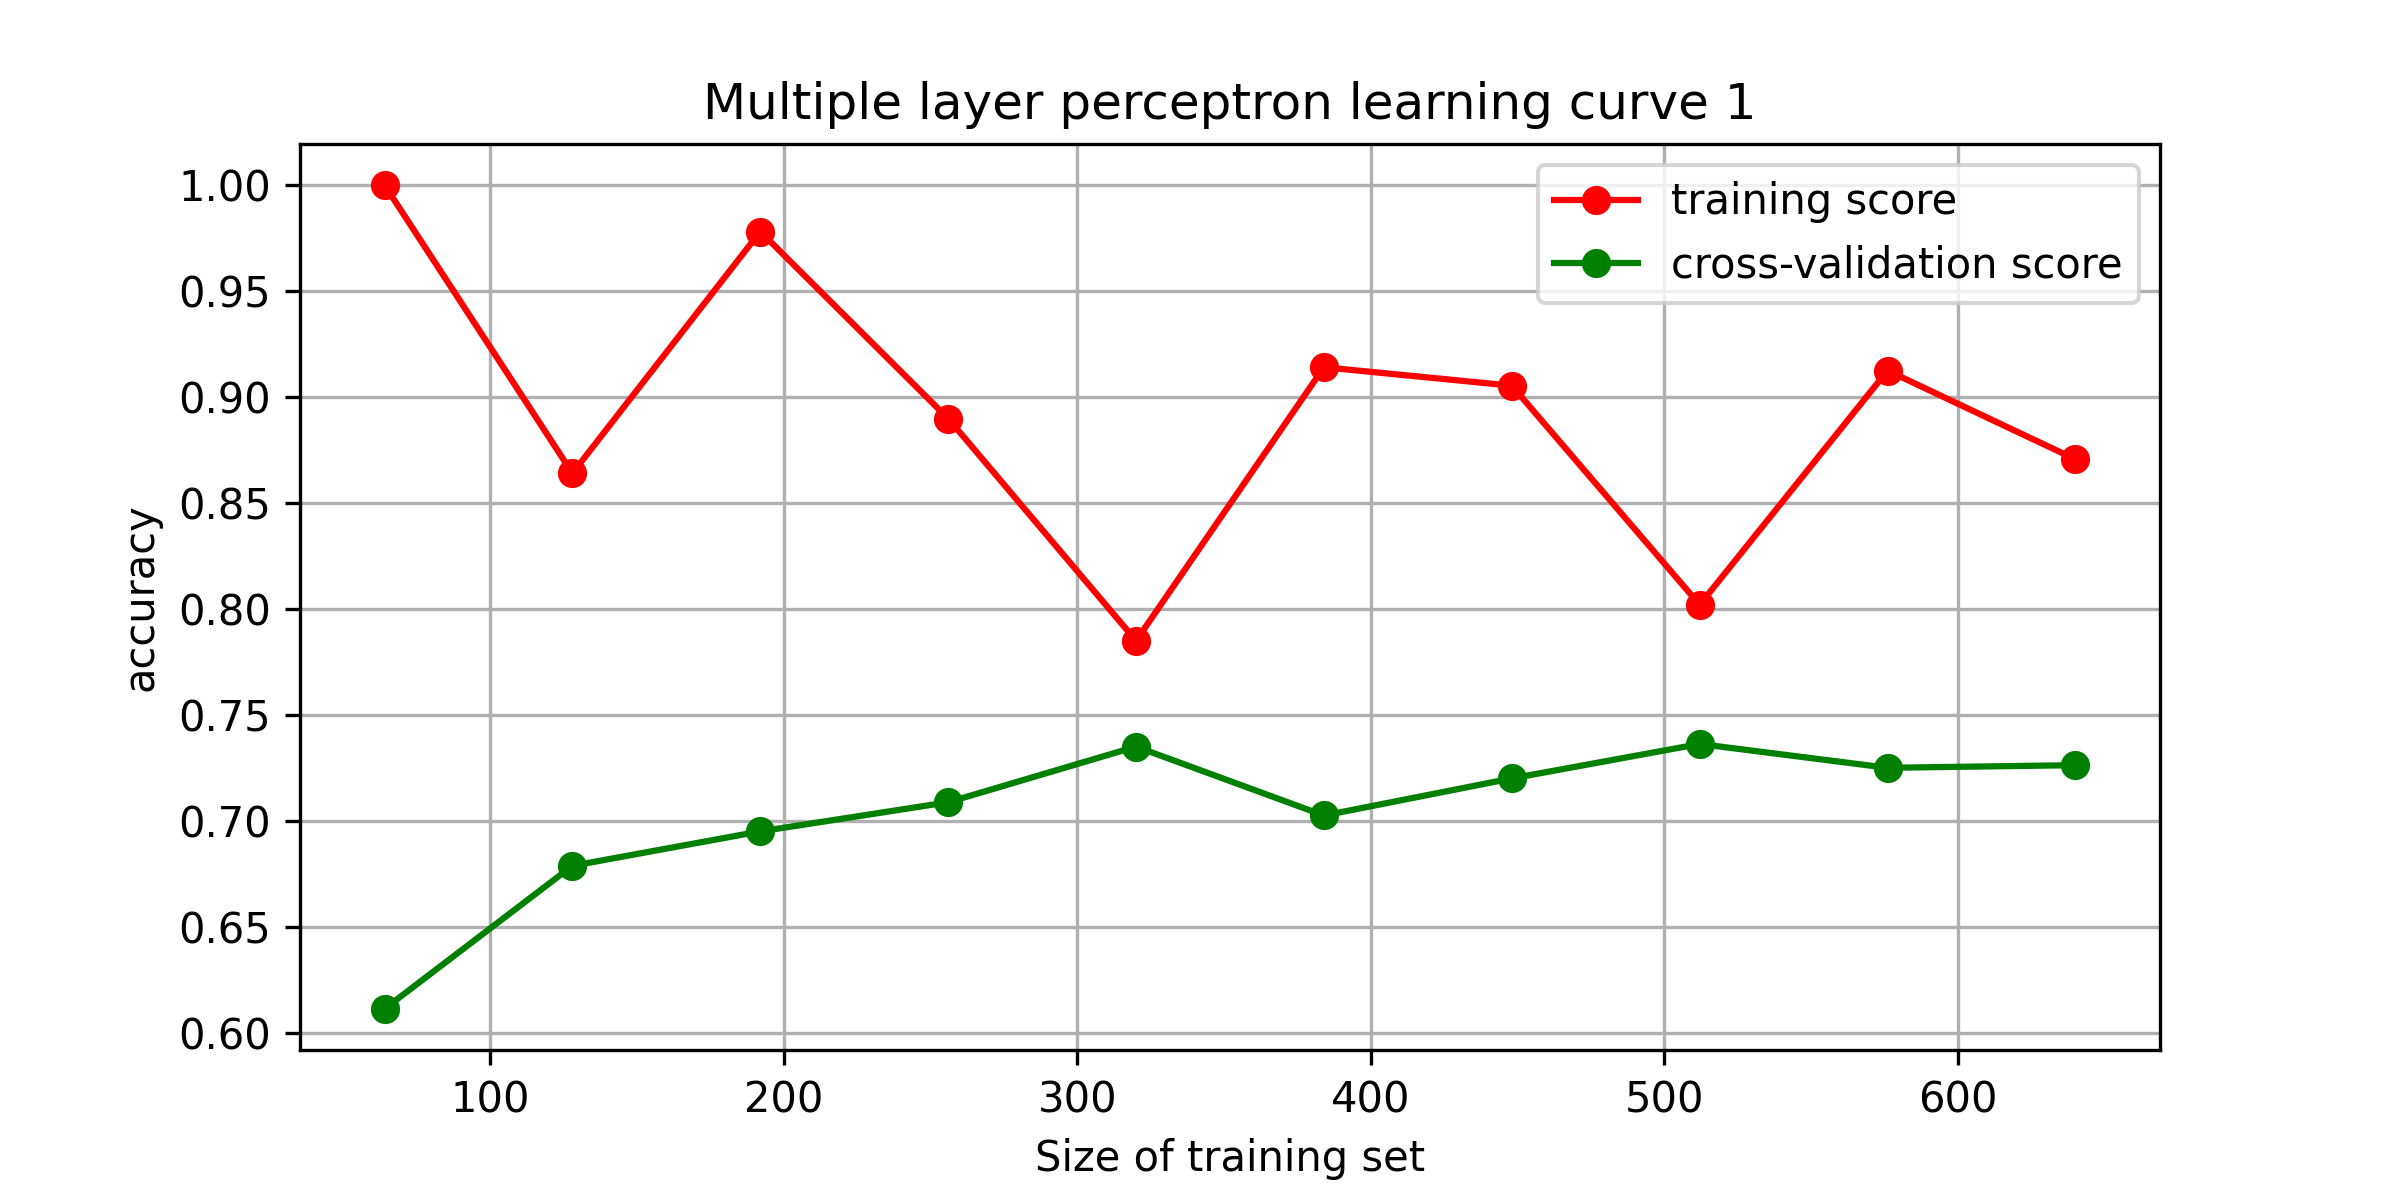 Multiple layer perceptron learning curve 1
training score
cross-validation score
1.00
0.95
0.90
0.85
0.80
0.75
0.70
0.65
0.60
accuracy
100 200 300 400 500 600
Size of training set